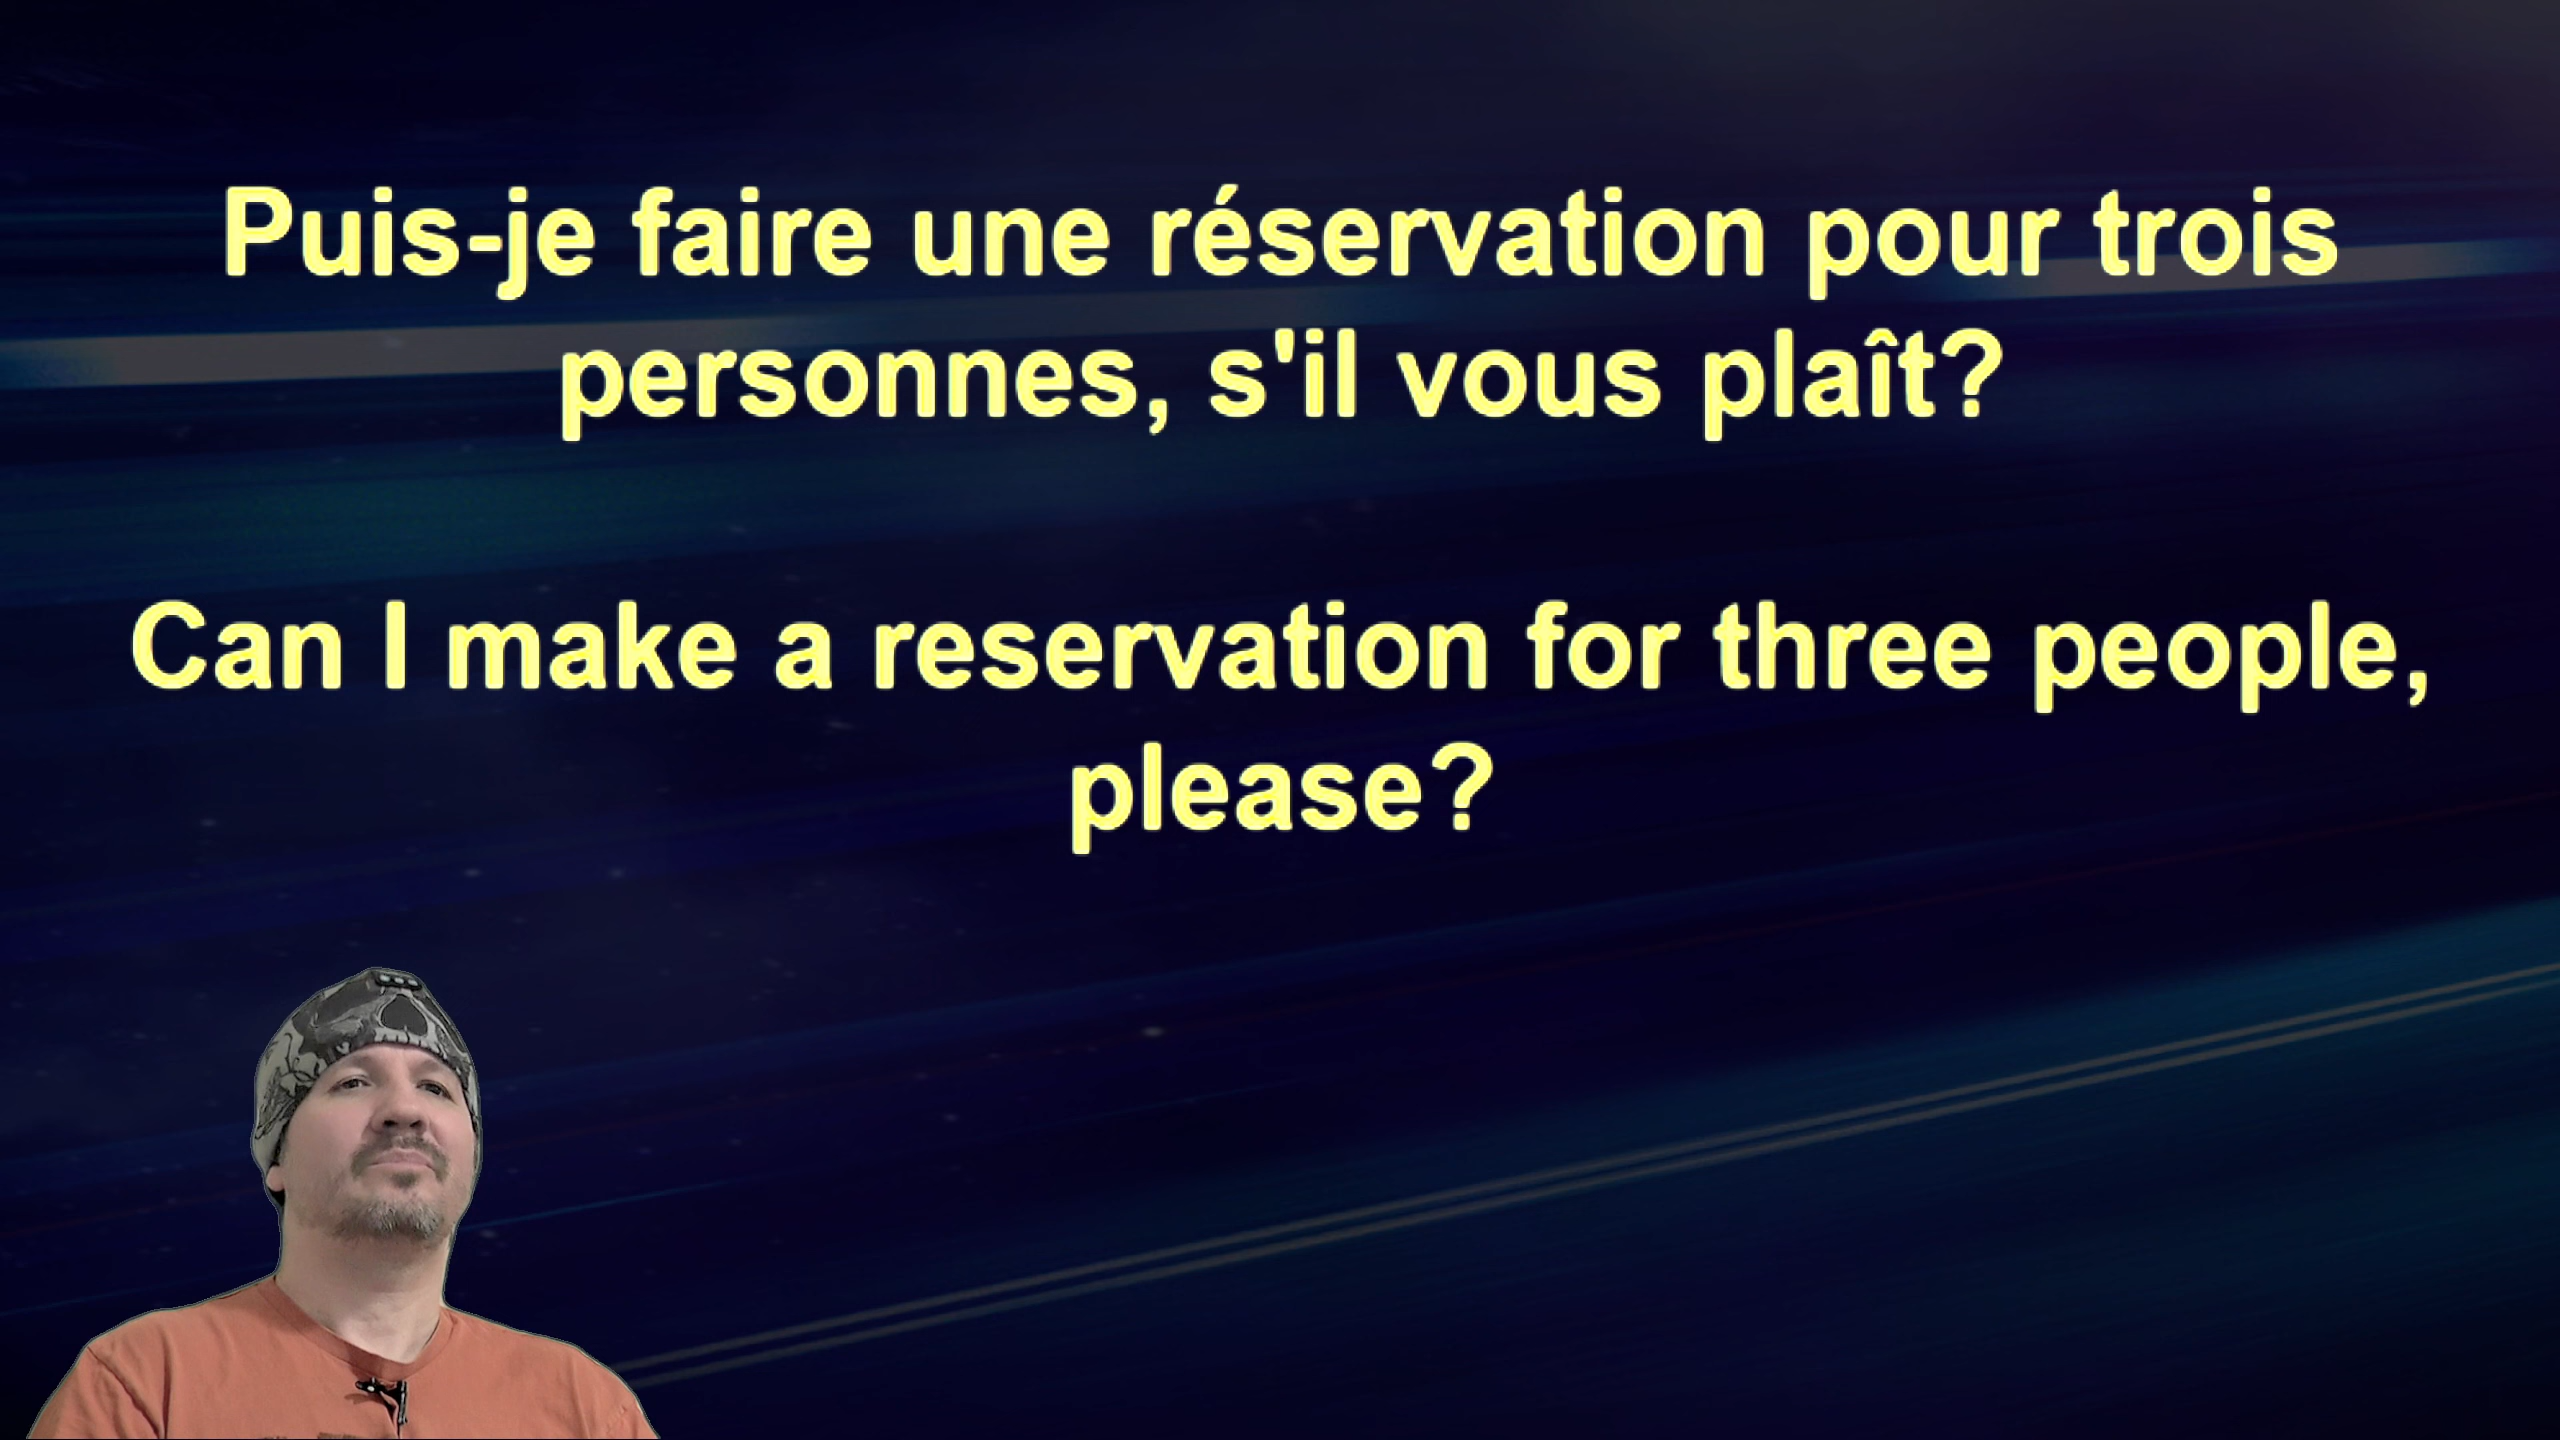 Puis-je faire une réservation pour trois
personnes, s'il vous plaît?
Can I make a reservation for three people,
please?